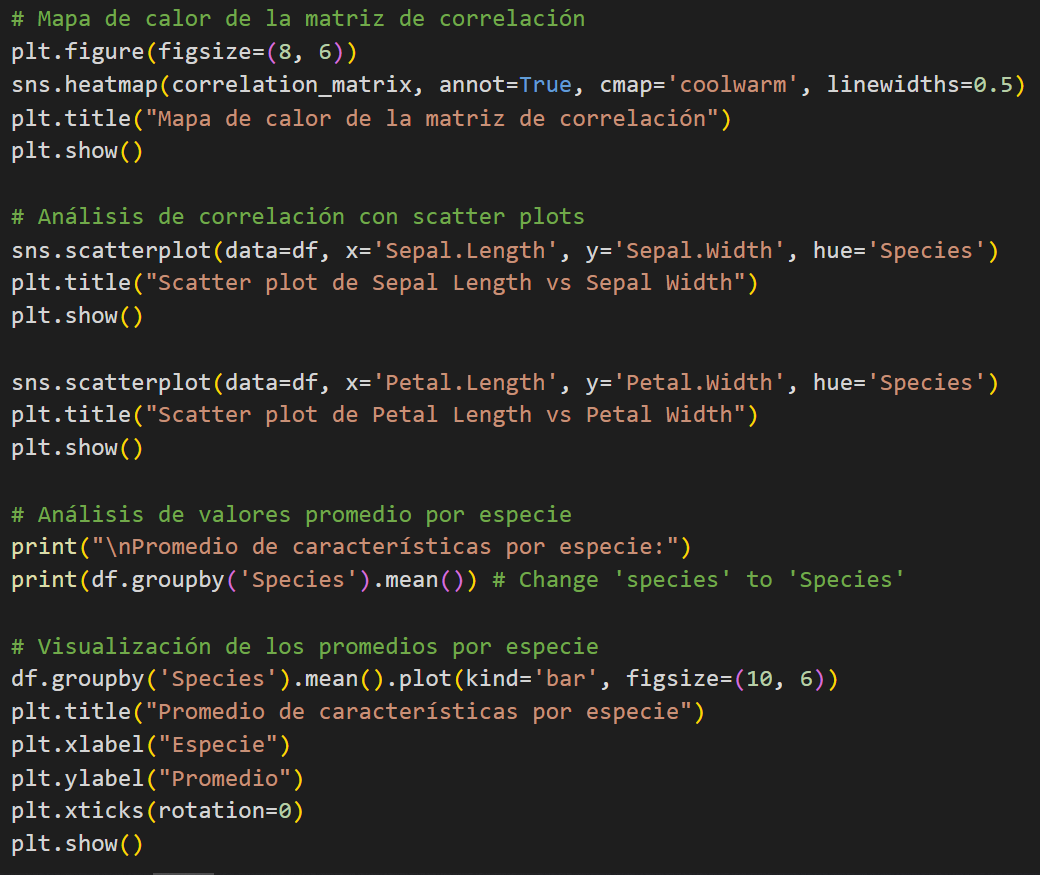 # Mapa de calor de la matriz de correlación
plt.figure(figsize=(8, 6))
sns.heatmap(correlation_matrix, annot=True, cmap='coolwarm', linewidths=0.5)
plt.title("Mapa de calor de la matriz de correlación")
plt.show()

# Análisis de correlación con scatter plots
sns.scatterplot(data=df, x='Sepal.Length', y='Sepal.Width', hue='Species')
plt.title("Scatter plot de Sepal Length vs Sepal Width")
plt.show()

sns.scatterplot(data=df, x='Petal.Length', y='Petal.Width', hue='Species')
plt.title("Scatter plot de Petal Length vs Petal Width")
plt.show()

# Análisis de valores promedio por especie
print("\nPromedio de características por especie:")
print(df.groupby('Species').mean()) # Change 'species' to 'Species'

# Visualización de los promedios por especie
df.groupby('Species').mean().plot(kind='bar', figsize=(10, 6))
plt.title("Promedio de características por especie")
plt.xlabel("Especie")
plt.ylabel("Promedio")
plt.xticks(rotation=0)
plt.show()